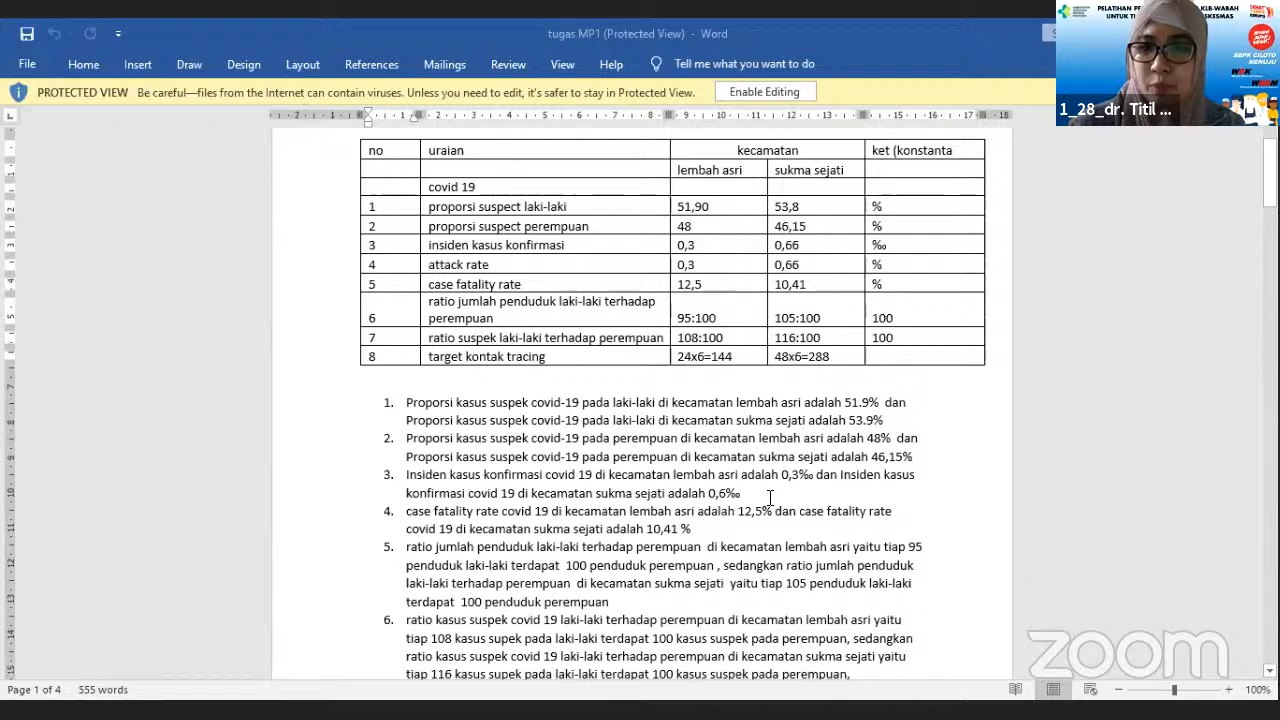 tugas MP1 (Protected View) - Word
File Home Insert Draw Design Layout References Mailings Review View Help Tell me what you want to do
PROTECTED VIEW Be careful—files from the Internet can contain viruses. Unless you need to edit, it's safer to stay in Protected View. Enable Editing
PELATIHAN KLB-WABAH
1_28_dr. Titil ...
no uraian kecamatan ket (konstanta
lembah asri sukma sejati
covid 19
1 proporsi suspect laki-laki 51,90 53,8 %
2 proporsi suspect perempuan 48 46,15 %
3 insiden kasus konfirmasi 0,3 0,66 ‰
4 attack rate 0,3 0,66 %
5 case fatality rate 12,5 10,41 %
ratio jumlah penduduk laki-laki terhadap
6 perempuan 95:100 105:100 100
7 ratio suspek laki-laki terhadap perempuan 108:100 116:100 100
8 target kontak tracing 24x6=144 48x6=288
1. Proporsi kasus suspek covid-19 pada laki-laki di kecamatan lembah asri adalah 51.9% dan
Proporsi kasus suspek covid-19 pada laki-laki di kecamatan sukma sejati adalah 53.9%
2. Proporsi kasus suspek covid-19 pada perempuan di kecamatan lembah asri adalah 48% dan
Proporsi kasus suspek covid-19 pada perempuan di kecamatan sukma sejati adalah 46,15%
3. Insiden kasus konfirmasi covid 19 di kecamatan lembah asri adalah 0,3‰ dan Insiden kasus
konfirmasi covid 19 di kecamatan sukma sejati adalah 0,6‰
4. case fatality rate covid 19 di kecamatan lembah asri adalah 12,5% dan case fatality rate
covid 19 di kecamatan sukma sejati adalah 10,41 %
5. ratio jumlah penduduk laki-laki terhadap perempuan di kecamatan lembah asri yaitu tiap 95
penduduk laki-laki terdapat 100 penduduk perempuan , sedangkan ratio jumlah penduduk
laki-laki terhadap perempuan di kecamatan sukma sejati yaitu tiap 105 penduduk laki-laki
terdapat 100 penduduk perempuan
6. ratio kasus suspek covid 19 laki-laki terhadap perempuan di kecamatan lembah asri yaitu
tiap 108 kasus supek pada laki-laki terdapat 100 kasus suspek pada perempuan, sedangkan
ratio kasus suspek covid 19 laki-laki terhadap perempuan di kecamatan sukma sejati yaitu
tiap 116 kasus suspek pada laki-laki terdapat 100 kasus suspek pada perempuan,
zoom
Page 1 of 4 555 words 100%